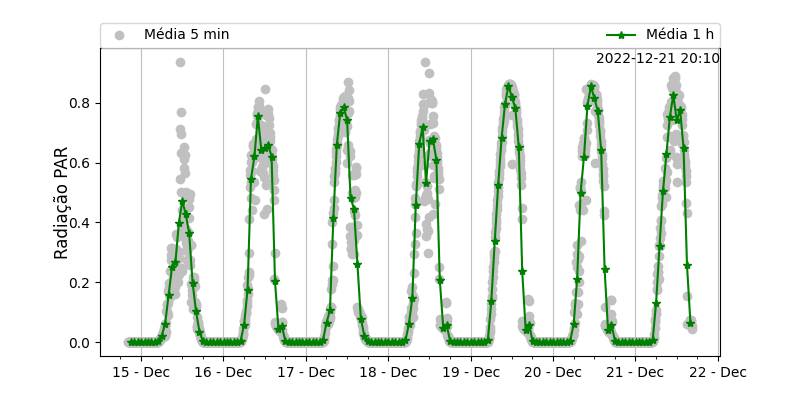 Média 5 min
Média 1 h
2022-12-21 20:10
Radiação PAR
0.8
0.6
0.4
0.2
0.0
15 - Dec
16 - Dec
17 - Dec
18 - Dec
19 - Dec
20 - Dec
21 - Dec
22 - Dec